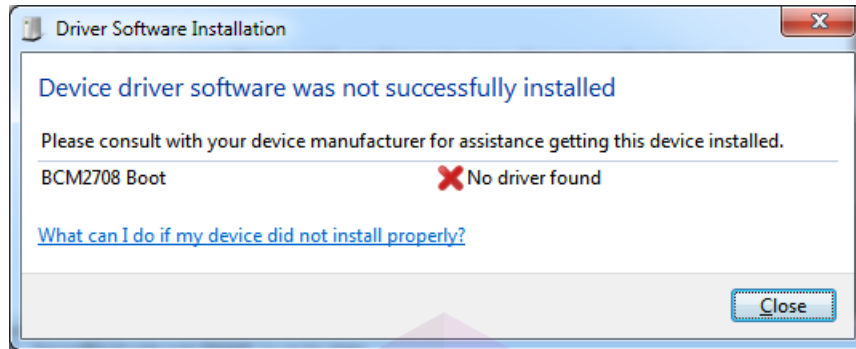 Driver Software Installation
Device driver software was not successfully installed
Please consult with your device manufacturer for assistance getting this device installed.
BCM2708 Boot No driver found
What can I do if my device did not install properly?
Close